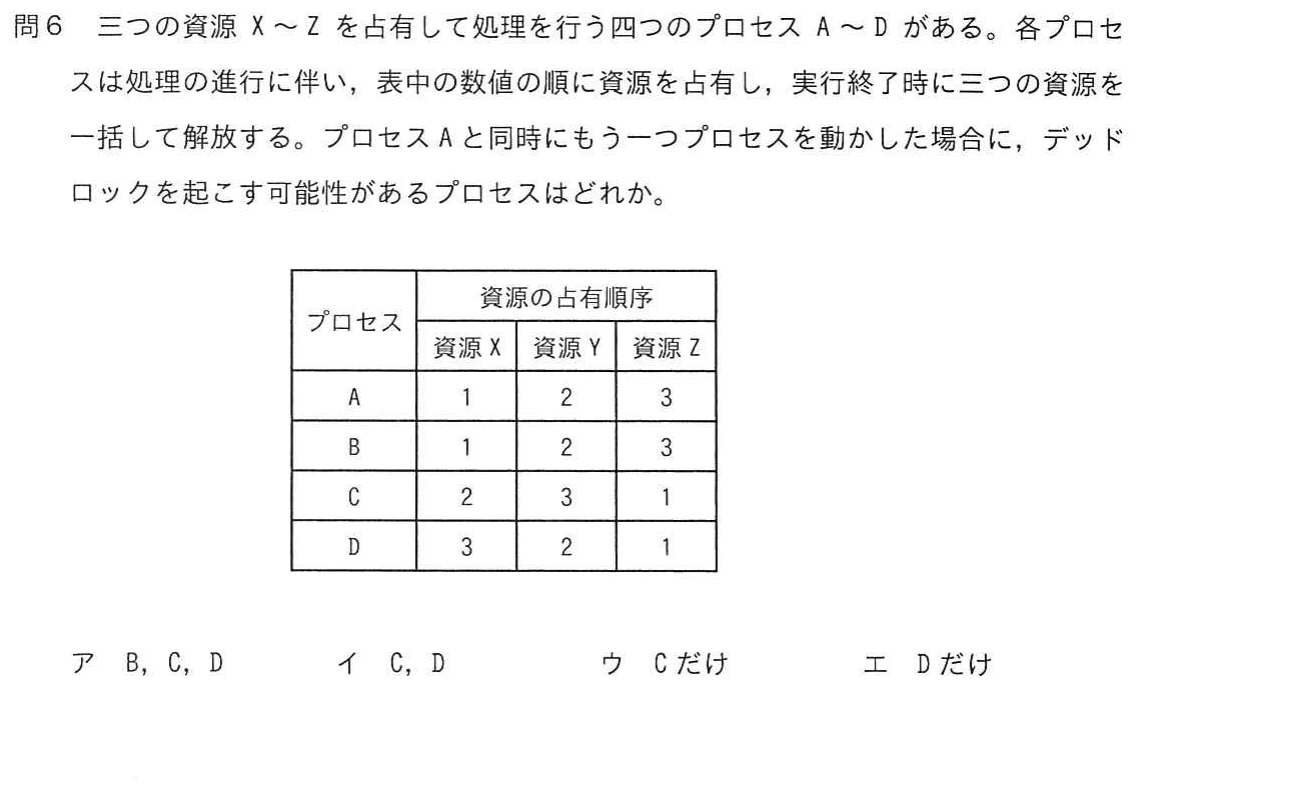 問6 三つの資源 X ～ Z を占有して処理を行う四つのプロセス A ～ D がある。各プロセ
スは処理の進行に伴い，表中の数値の順に資源を占有し，実行終了時に三つの資源を
一括して解放する。プロセスAと同時にもう一つプロセスを動かした場合に，デッド
ロックを起こす可能性があるプロセスはどれか。
プロセス 資源の占有順序
資源 X 資源 Y 資源 Z
A 1 2 3
B 1 2 3
C 2 3 1
D 3 2 1
ア B, C, D イ C, D ウ C だけ エ D だけ